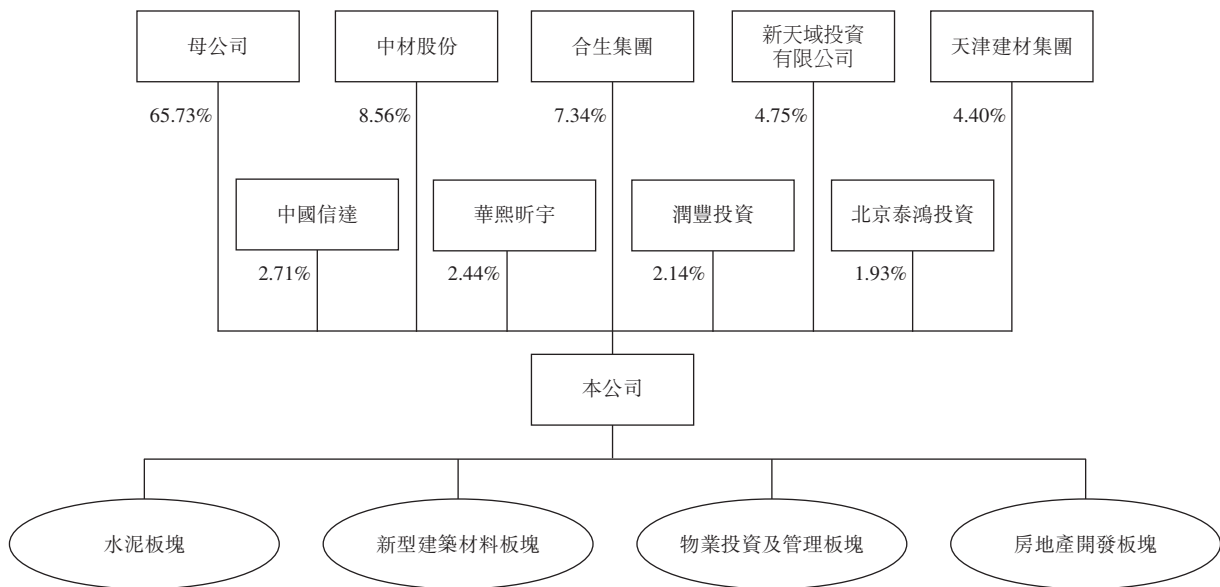 母公司
中材股份
合生集團
新天域投資
有限公司
天津建材集團
65.73%
8.56%
7.34%
4.75%
4.40%
中國信達
華熙昕宇
潤豐投資
北京泰鴻投資
2.71%
2.44%
2.14%
1.93%
本公司
水泥板塊
新型建築材料板塊
物業投資及管理板塊
房地產開發板塊